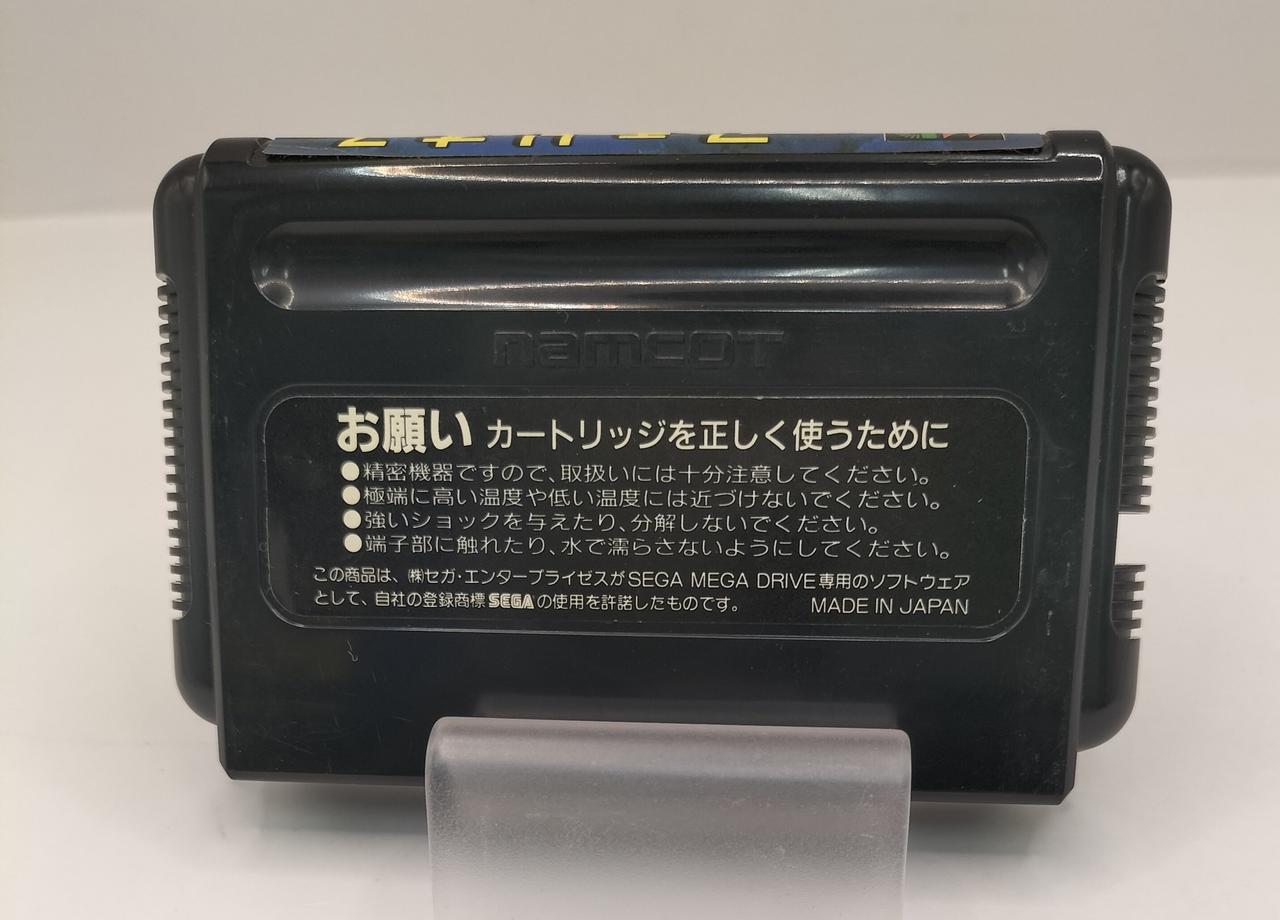 namcot
お願い カートリッジを正しく使うために
●精密機器ですので、取扱いには十分注意してください。
●極端に高い温度や低い温度には近づけないでください。
●強いショックを与えたり、分解しないでください。
●端子部に触れたり、水で濡らさないようにしてください。
この商品は、㈱セガ・エンタープライゼスがSEGA MEGA DRIVE専用のソフトウェア
として、自社の登録商標SEGAの使用を許諾したものです。 MADE IN JAPAN